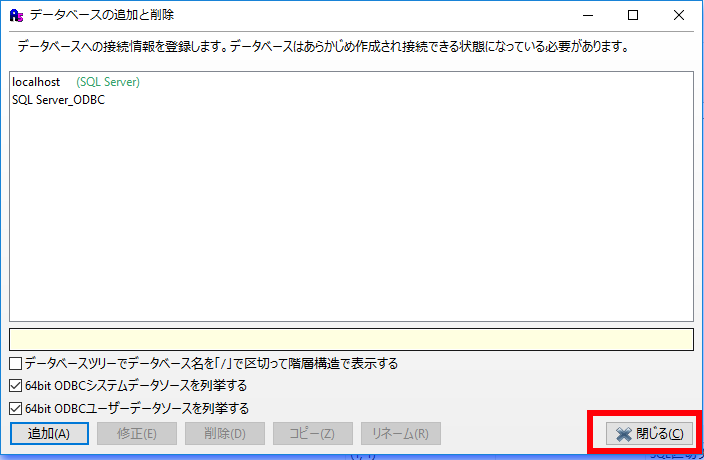 データベースの追加と削除
データベースへの接続情報を登録します。データベースはあらかじめ作成され接続できる状態になっている必要があります。
localhost (SQL Server)
SQL Server_ODBC
データベースツリーでデータベース名を「/」で区切って階層構造で表示する
64bit ODBCシステムデータソースを列挙する
64bit ODBCユーザーデータソースを列挙する
追加(A) 修正(E) 削除(D) コピー(Z) リネーム(R) 閉じる(C)